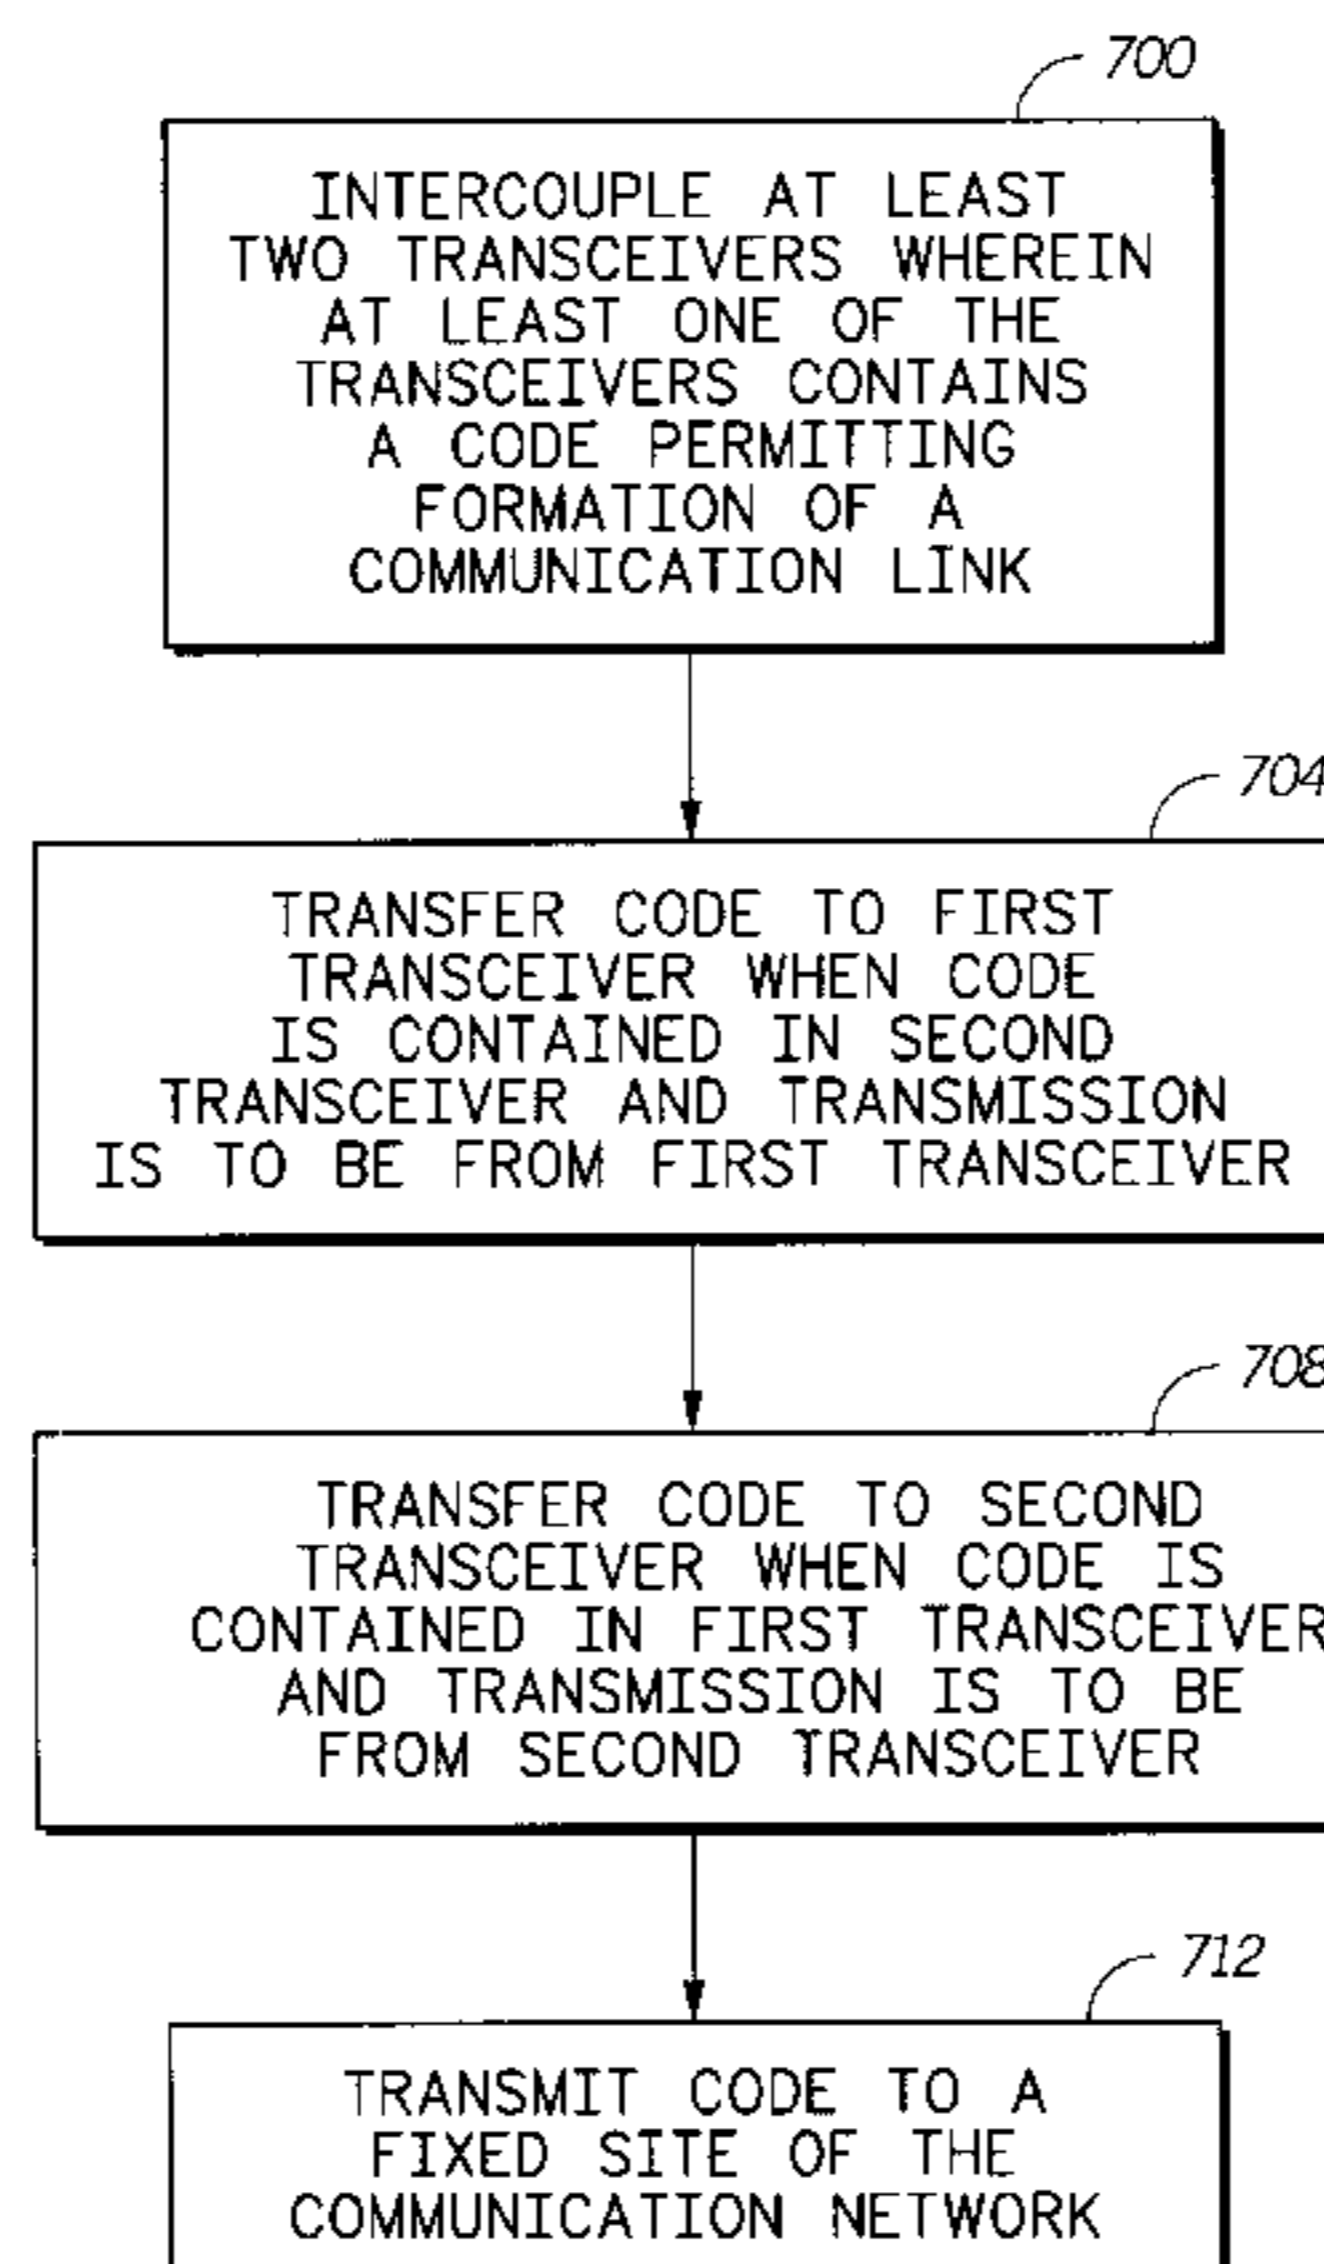 700
INTERCOUPLE AT LEAST
TWO TRANSCEIVERS WHEREIN
AT LEAST ONE OF THE
TRANSCEIVERS CONTAINS
A CODE PERMITTING
FORMATION OF A
COMMUNICATION LINK
704
TRANSFER CODE TO FIRST
TRANSCEIVER WHEN CODE
IS CONTAINED IN SECOND
TRANSCEIVER AND TRANSMISSION
IS TO BE FROM FIRST TRANSCEIVER
708
TRANSFER CODE TO SECOND
TRANSCEIVER WHEN CODE IS
CONTAINED IN FIRST TRANSCEIVER
AND TRANSMISSION IS TO BE
FROM SECOND TRANSCEIVER
712
TRANSMIT CODE TO A
FIXED SITE OF THE
COMMUNICATION NETWORK